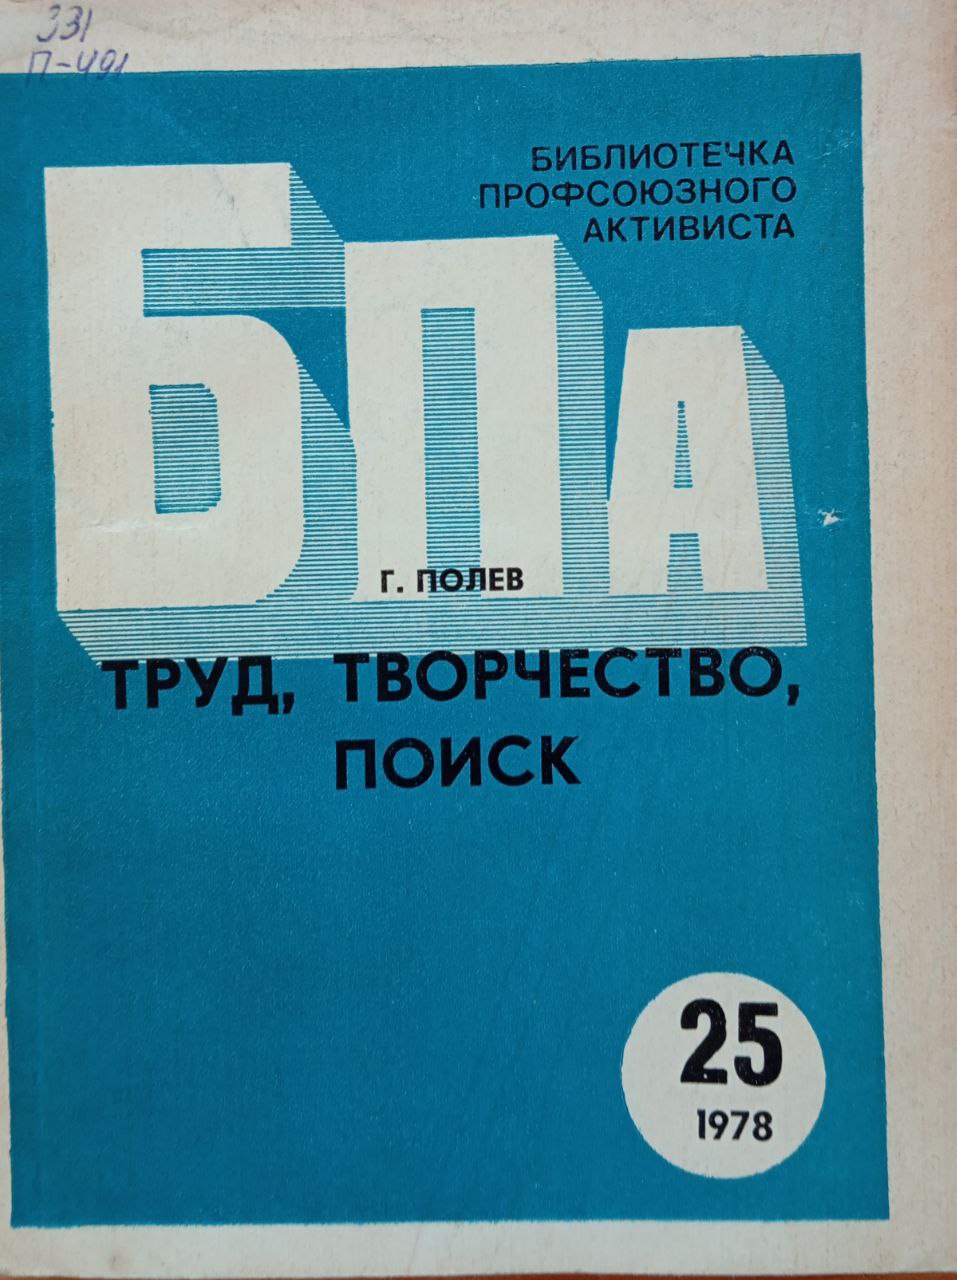 331
П-491
БИБЛИОТЕЧКА
ПРОФСОЮЗНОГО
АКТИВИСТА
БПА
Г. ПОЛЕВ
ТРУД, ТВОРЧЕСТВО,
ПОИСК
25
1978